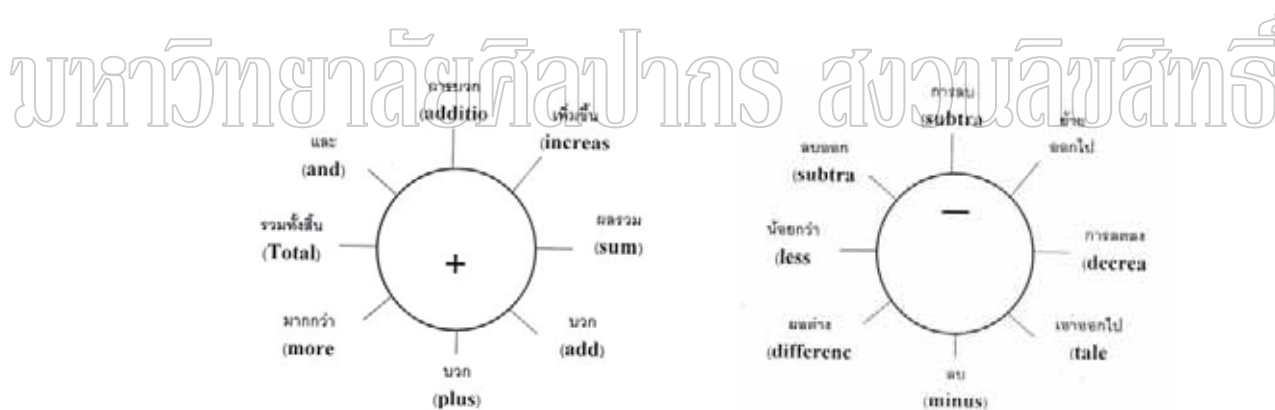 มหาวิทยาลัยศิลปากร สงวนลิขสิทธิ์
การบวก
(additio
เพิ่มขึ้น
(increas
และ
(and)
ผลรวม
(sum)
รวมทั้งสิ้น
(Total)
+
มากกว่า
(more
บวก
(add)
บวก
(plus)
การลบ
(subtra
ย้าย
ออกไป
ลบออก
(subtra
น้อยกว่า
(less
−
การลดลง
(decrea
ผลต่าง
(differenc
เอาออกไป
(tale
ลบ
(minus)